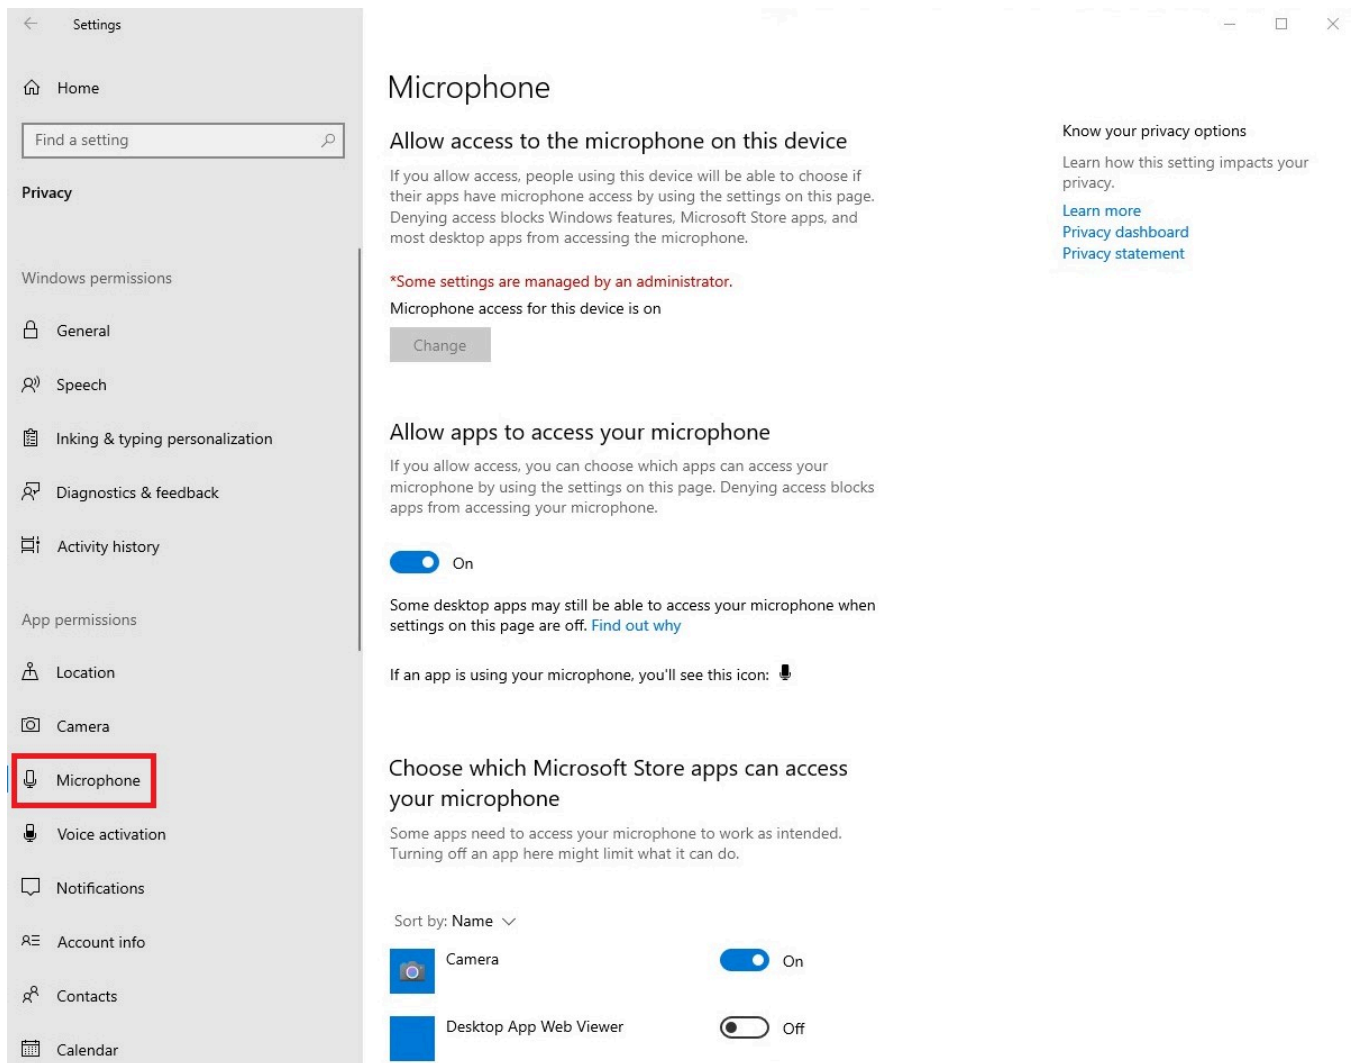 Settings
Home
Find a setting
Privacy
Windows permissions
General
Speech
Inking & typing personalization
Diagnostics & feedback
Activity history
App permissions
Location
Camera
Microphone
Voice activation
Notifications
Account info
Contacts
Calendar
Microphone
Allow access to the microphone on this device
If you allow access, people using this device will be able to choose if
their apps have microphone access by using the settings on this page.
Denying access blocks Windows features, Microsoft Store apps, and
most desktop apps from accessing the microphone.
*Some settings are managed by an administrator.
Microphone access for this device is on
Change
Allow apps to access your microphone
If you allow access, you can choose which apps can access your
microphone by using the settings on this page. Denying access blocks
apps from accessing your microphone.
On
Some desktop apps may still be able to access your microphone when
settings on this page are off. Find out why
If an app is using your microphone, you'll see this icon:
Choose which Microsoft Store apps can access
your microphone
Some apps need to access your microphone to work as intended.
Turning off an app here might limit what it can do.
Sort by: Name
Camera On
Desktop App Web Viewer Off
Know your privacy options
Learn how this setting impacts your
privacy.
Learn more
Privacy dashboard
Privacy statement